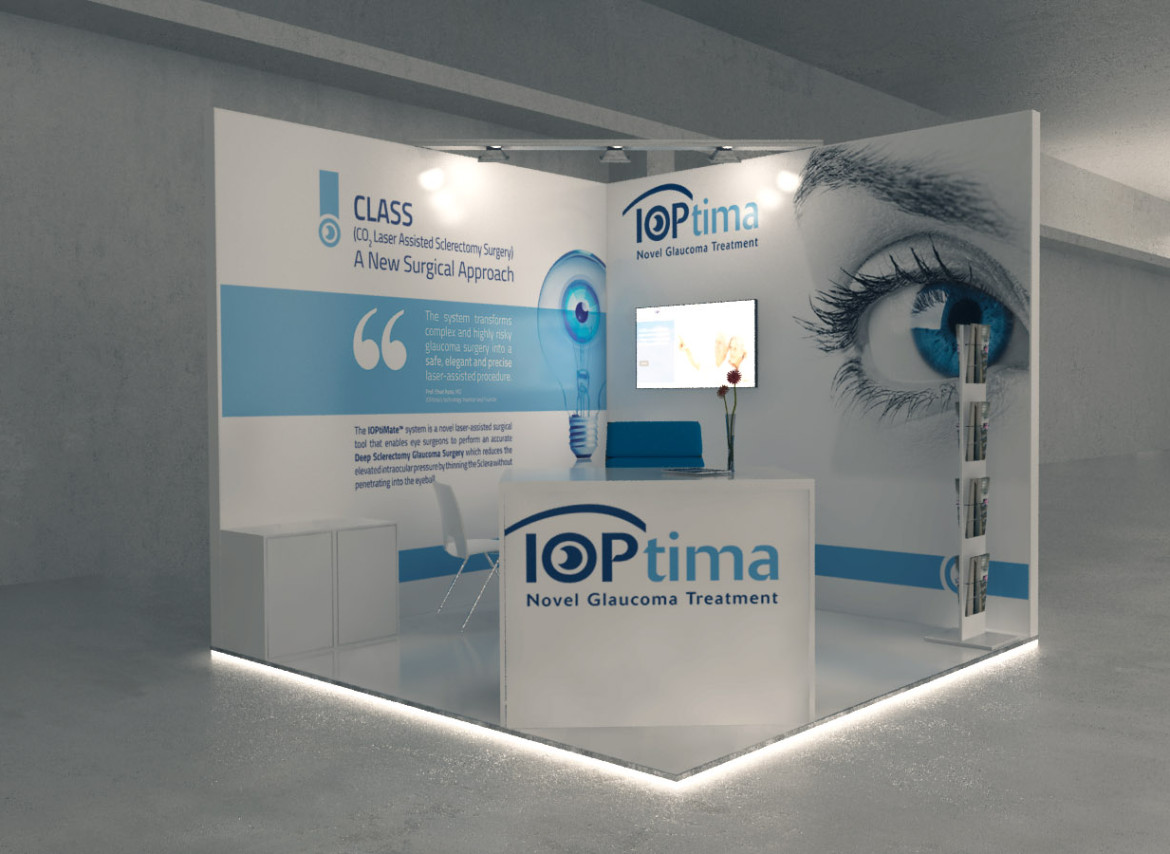 CLASS
(CO2 Laser Assisted Sclerectomy Surgery)
A New Surgical Approach
The system transforms
complex and highly risky
glaucoma surgery into a
safe, elegant and precise
laser-assisted procedure.
The IOPtiMate™ system is a novel laser-assisted surgical
tool that enables eye surgeons to perform an accurate
Deep Sclerectomy Glaucoma Surgery which reduces the
elevated intraocular pressure by thinning the Sclera without
penetrating into the eyeball
IOPtima
Novel Glaucoma Treatment
IOPtima
Novel Glaucoma Treatment